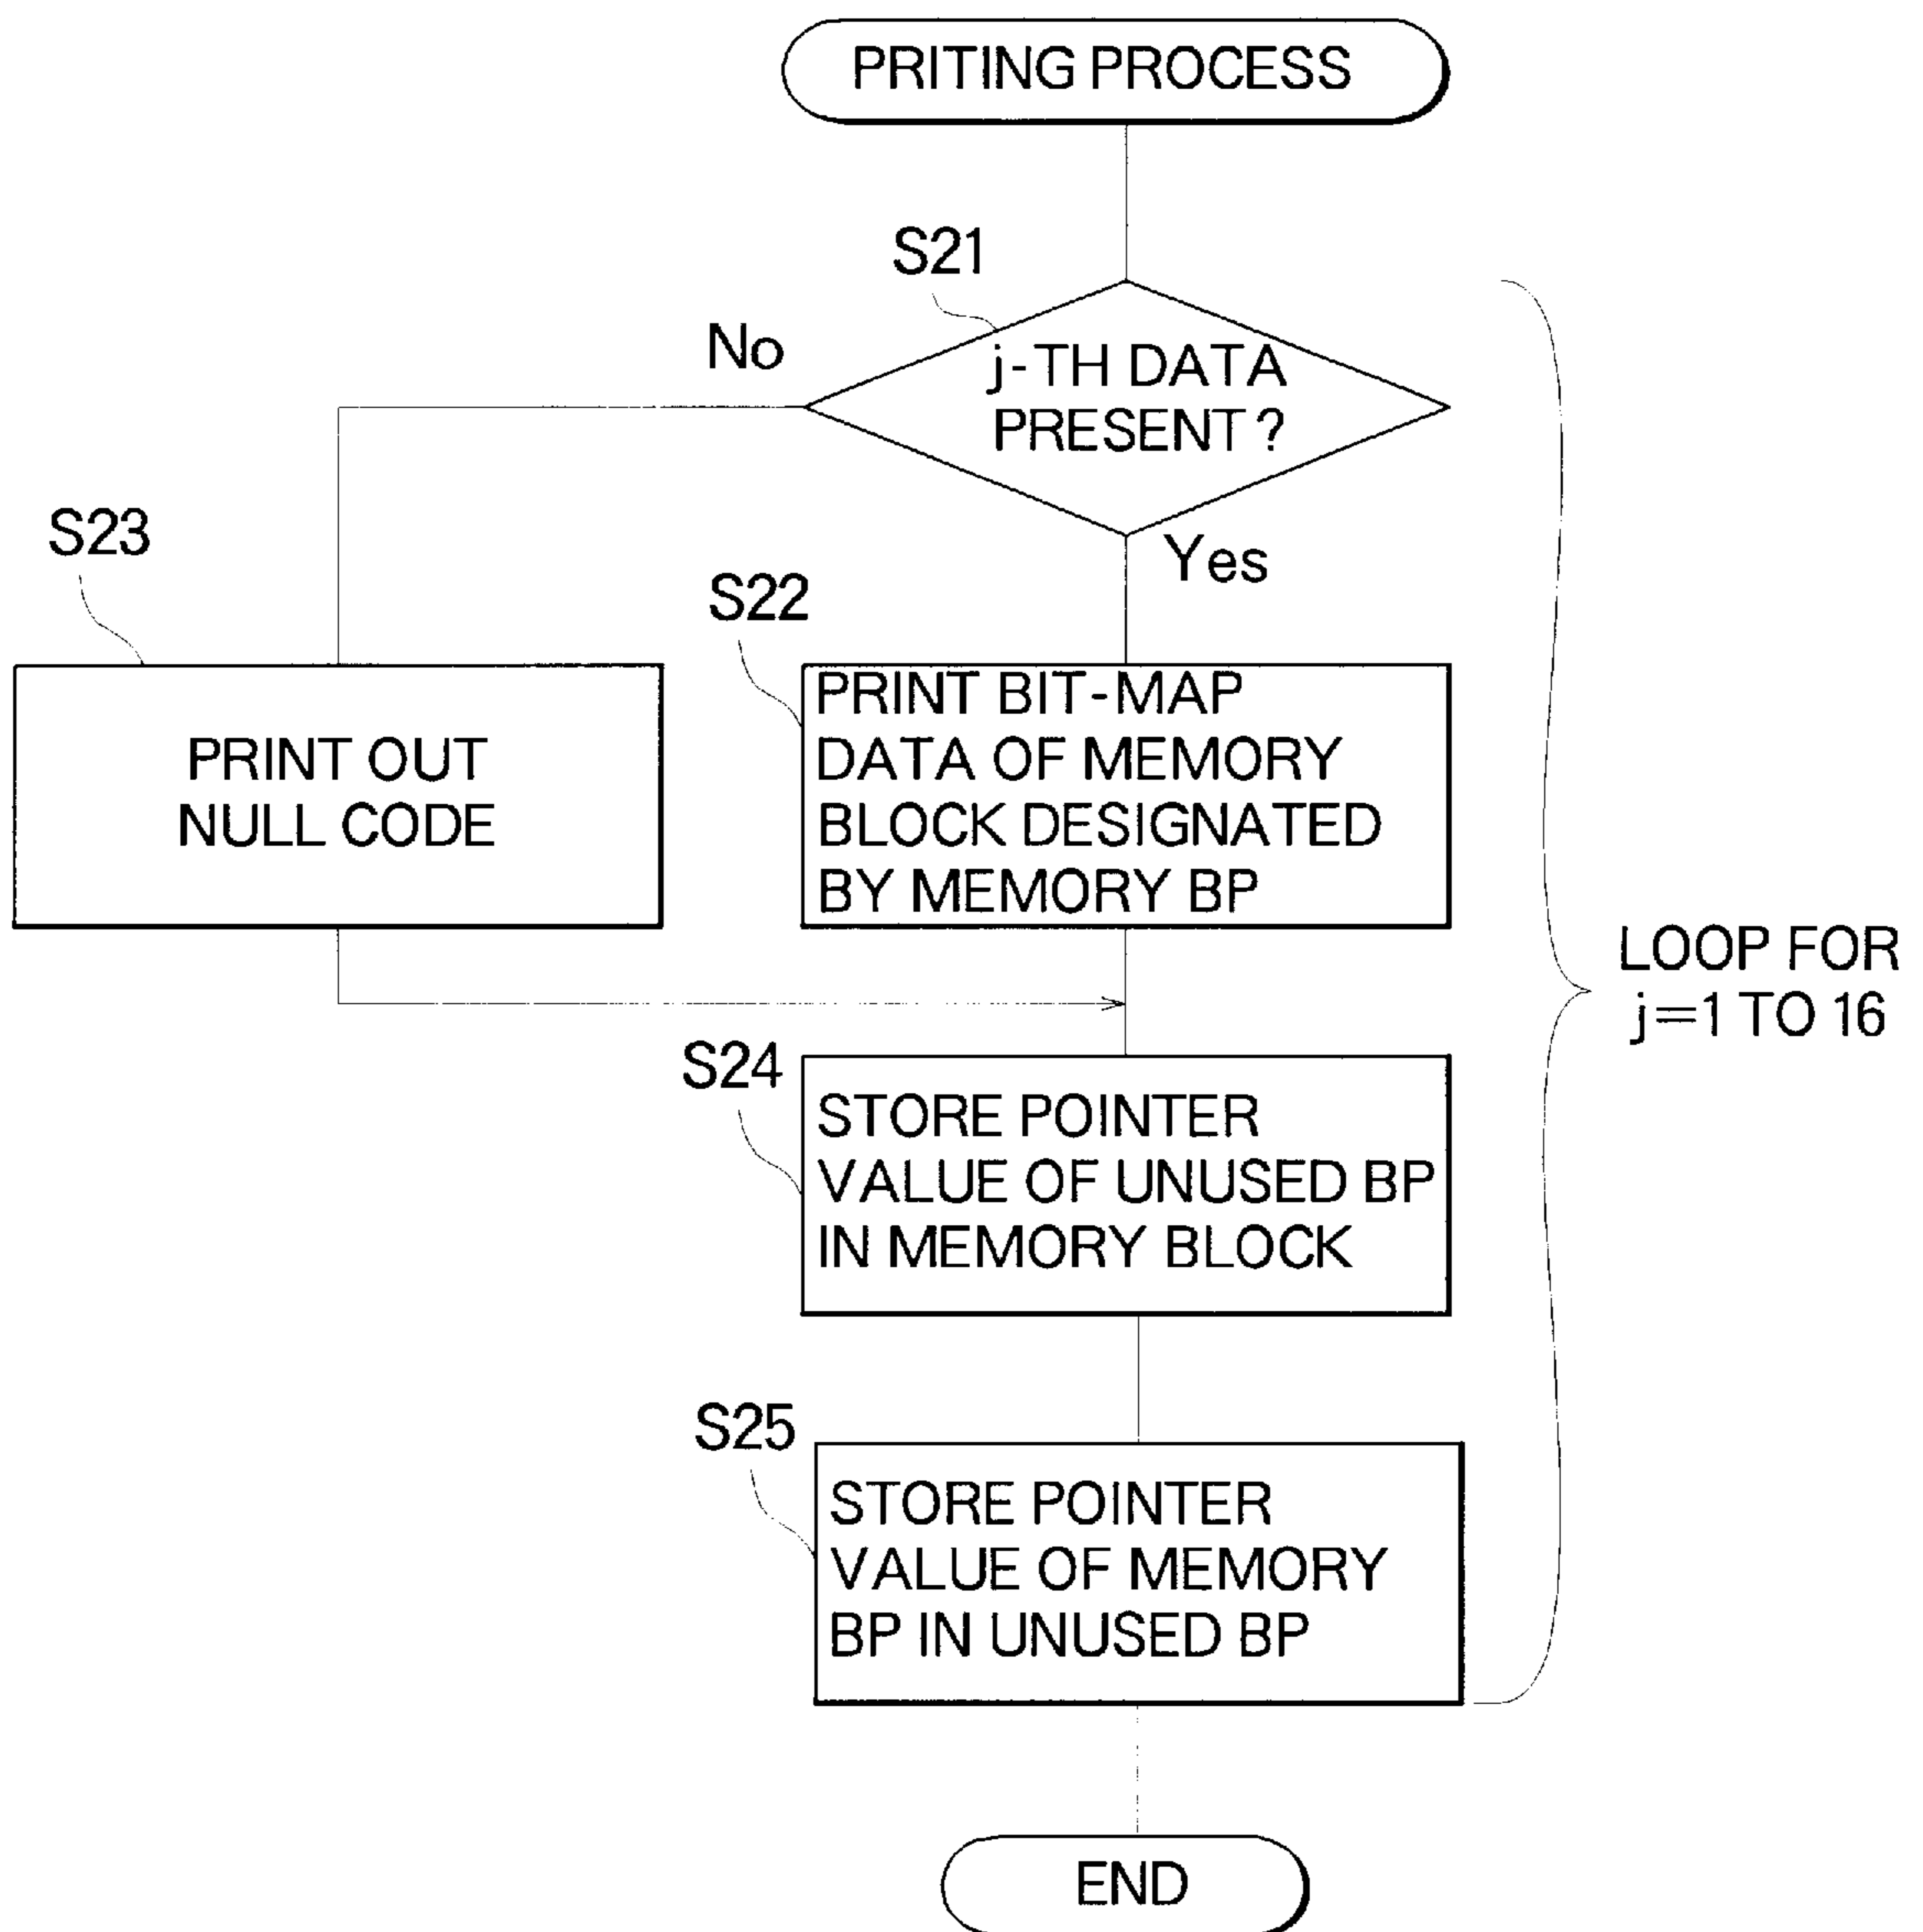 PRITING PROCESS
S21
No
j-TH DATA
PRESENT ?
Yes
S23
S22
PRINT OUT
NULL CODE
PRINT BIT-MAP
DATA OF MEMORY
BLOCK DESIGNATED
BY MEMORY BP
LOOP FOR
j=1 TO 16
S24
STORE POINTER
VALUE OF UNUSED BP
IN MEMORY BLOCK
S25
STORE POINTER
VALUE OF MEMORY
BP IN UNUSED BP
END